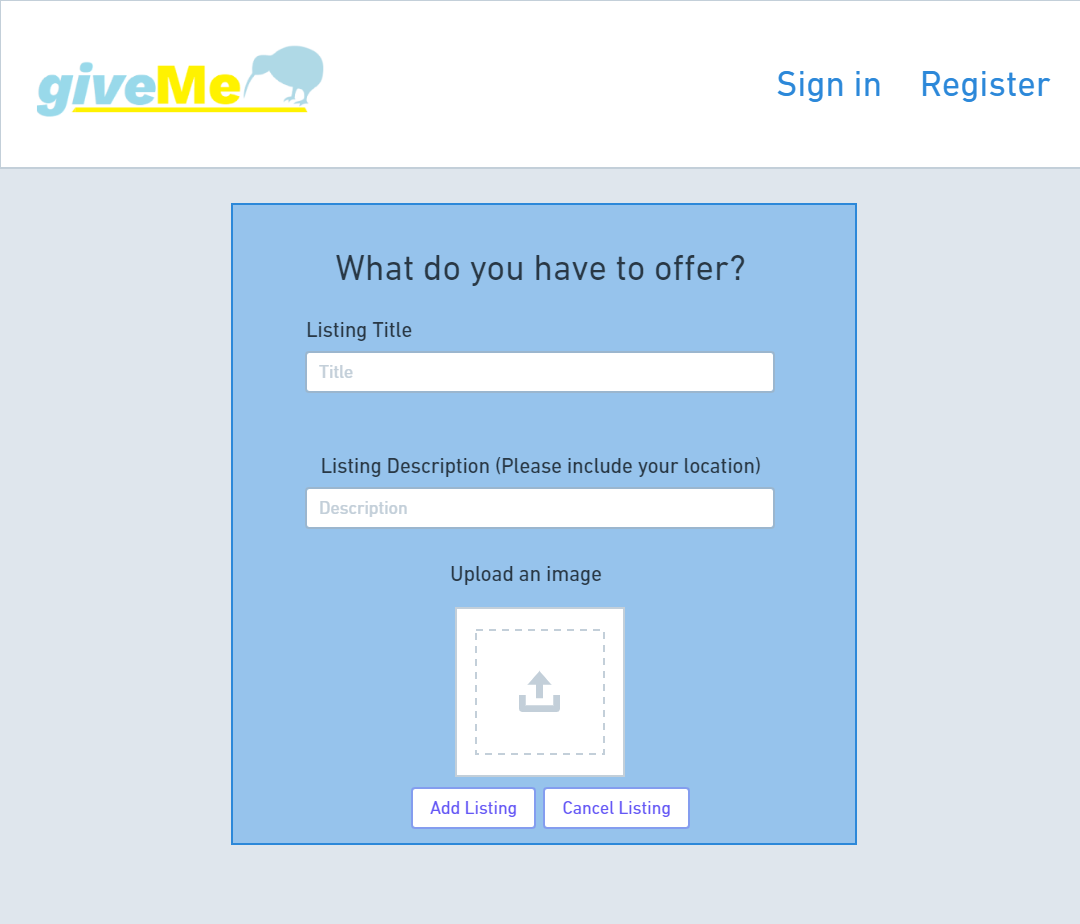 giveMe
Sign in Register
What do you have to offer?
Listing Title
Title
Listing Description (Please include your location)
Description
Upload an image
Add Listing Cancel Listing